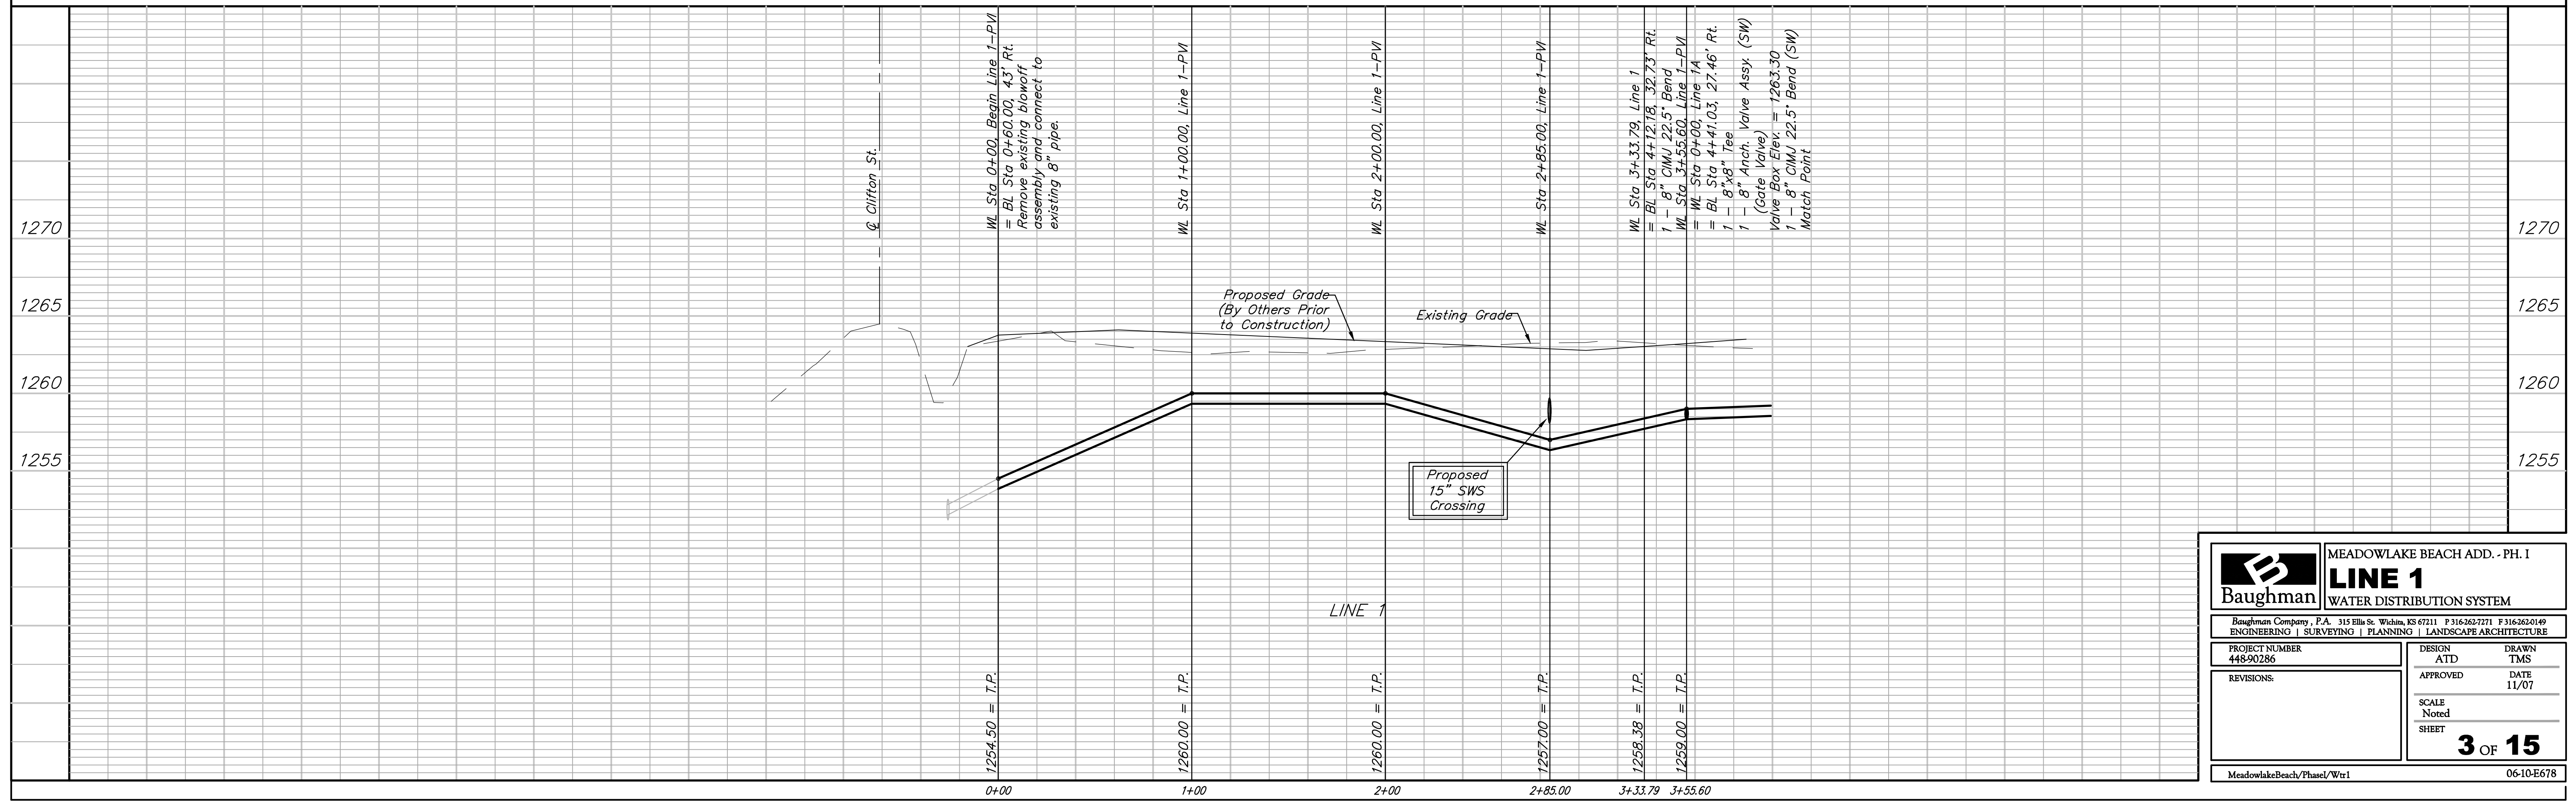 ℄ Clifton St.
WL Sta 0+00, Begin Line 1-PVI
= BL Sta 0+60.00, 43' Rt.
Remove existing blowoff
assembly and connect to
existing 8" pipe.
WL Sta 1+00.00, Line 1-PVI
WL Sta 2+00.00, Line 1-PVI
WL Sta 2+85.00, Line 1-PVI
WL Sta 3+33.79, Line 1
= BL Sta 4+12.18, 32.73' Rt.
1 - 8" CIMJ 22.5° Bend
WL Sta 3+55.60, Line 1-PVI
= WL Sta 0+00, Line 1A
= BL Sta 4+41.03, 27.46' Rt.
1 - 8"x8" Tee
1 - 8" Anch. Valve Assy. (SW)
(Gate Valve)
Valve Box Elev. = 1263.30
1 - 8" CIMJ 22.5° Bend (SW)
Match Point
1270
1270
1265
1265
1260
1260
1255
1255
Proposed Grade
(By Others Prior
to Construction)
Existing Grade
Proposed
15" SWS
Crossing
LINE 1
1254.50 = T.P.
1260.00 = T.P.
1260.00 = T.P.
1257.00 = T.P.
1258.38 = T.P.
1259.00 = T.P.
0+00
1+00
2+00
2+85.00
3+33.79
3+55.60
B
Baughman
MEADOWLAKE BEACH ADD. - PH. I
LINE 1
WATER DISTRIBUTION SYSTEM
Baughman Company, P.A. 315 Ellis St. Wichita, KS 67211 P 316-262-7271 F 316-262-0149
ENGINEERING | SURVEYING | PLANNING | LANDSCAPE ARCHITECTURE
PROJECT NUMBER
448-90286
REVISIONS:
DESIGN
ATD
DRAWN
TMS
APPROVED
DATE
11/07
SCALE
Noted
SHEET
3 OF 15
MeadowlakeBeach/PhaseI/Wtr1
06-10-E678